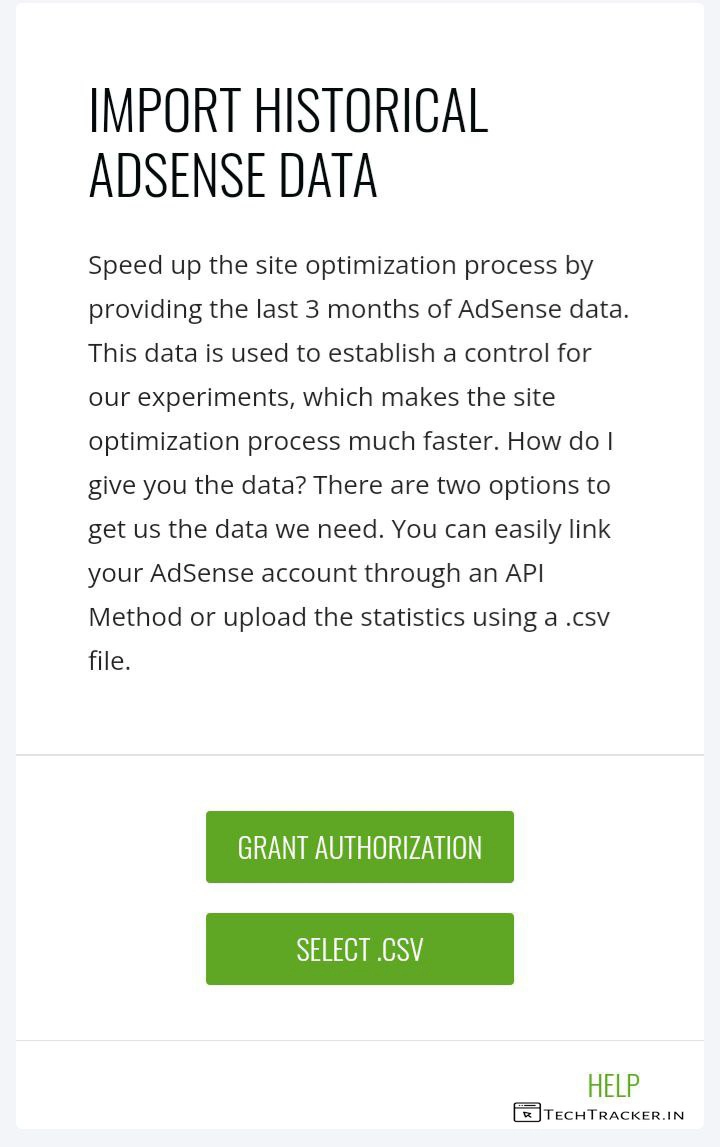 IMPORT HISTORICAL
ADSENSE DATA
Speed up the site optimization process by
providing the last 3 months of AdSense data.
This data is used to establish a control for
our experiments, which makes the site
optimization process much faster. How do I
give you the data? There are two options to
get us the data we need. You can easily link
your AdSense account through an API
Method or upload the statistics using a .csv
file.
GRANT AUTHORIZATION
SELECT .CSV
HELP
TECHTRACKER.IN